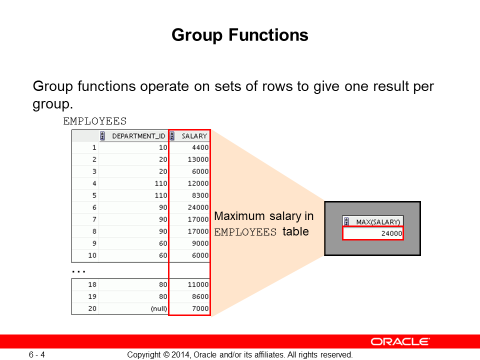 Group Functions
Group functions operate on sets of rows to give one result per
group.
EMPLOYEES
DEPARTMENT_ID SALARY
1 10 4400
2 20 13000
3 20 6000
4 110 12000
5 110 8300
6 90 24000
7 90 17000
8 90 17000
9 60 9000
10 60 6000
...
18 80 11000
19 80 8600
20 (null) 7000
Maximum salary in
EMPLOYEES table
MAX(SALARY)
24000
ORACLE
6 - 4 Copyright © 2014, Oracle and/or its affiliates. All rights reserved.